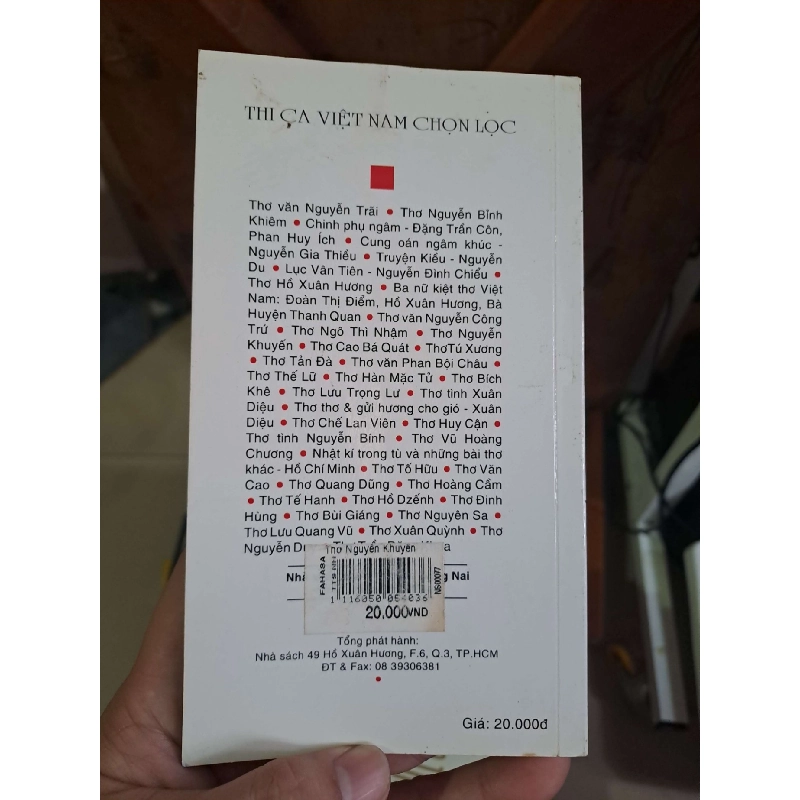 THI CA VIỆT NAM CHỌN LỌC
Thơ văn Nguyễn Trãi • Thơ Nguyễn Bỉnh
Khiêm • Chinh phụ ngâm - Đặng Trần Côn,
Phan Huy Ích • Cung oán ngâm khúc -
Nguyễn Gia Thiều • Truyện Kiều - Nguyễn
Du • Lục Vân Tiên - Nguyễn Đình Chiểu •
Thơ Hồ Xuân Hương • Ba nữ kiệt thơ Việt
Nam: Đoàn Thị Điểm, Hồ Xuân Hương, Bà
Huyện Thanh Quan • Thơ văn Nguyễn Công
Trứ • Thơ Ngô Thì Nhậm • Thơ Nguyễn
Khuyến • Thơ Cao Bá Quát • ThơTú Xương
• Thơ Tản Đà • Thơ văn Phan Bội Châu •
Thơ Thế Lữ • Thơ Hàn Mặc Tử • Thơ Bích
Khê • Thơ Lưu Trọng Lư • Thơ tình Xuân
Diệu • Thơ thơ & gửi hương cho gió - Xuân
Diệu • Thơ Chế Lan Viên • Thơ Huy Cận •
Thơ tình Nguyễn Bính • Thơ Vũ Hoàng
Chương • Nhật kí trong tù và những bài thơ
khác - Hồ Chí Minh • Thơ Tố Hữu • Thơ Văn
Cao • Thơ Quang Dũng • Thơ Hoàng Cầm
• Thơ Tế Hanh • Thơ Hồ Dzếnh • Thơ Đinh
Hùng • Thơ Bùi Giáng • Thơ Nguyên Sa •
Thơ Lưu Quang Vũ • Thơ Xuân Quỳnh • Thơ
Nguyễn
Thơ Nguyễn Khuyến
Nhà
Nai
FAHASA
NS00077
1 116050 054036
20,000VND
Tổng phát hành:
Nhà sách 49 Hồ Xuân Hương, F.6, Q.3, TP.HCM
ĐT & Fax: 08 39306381
Giá: 20.000đ